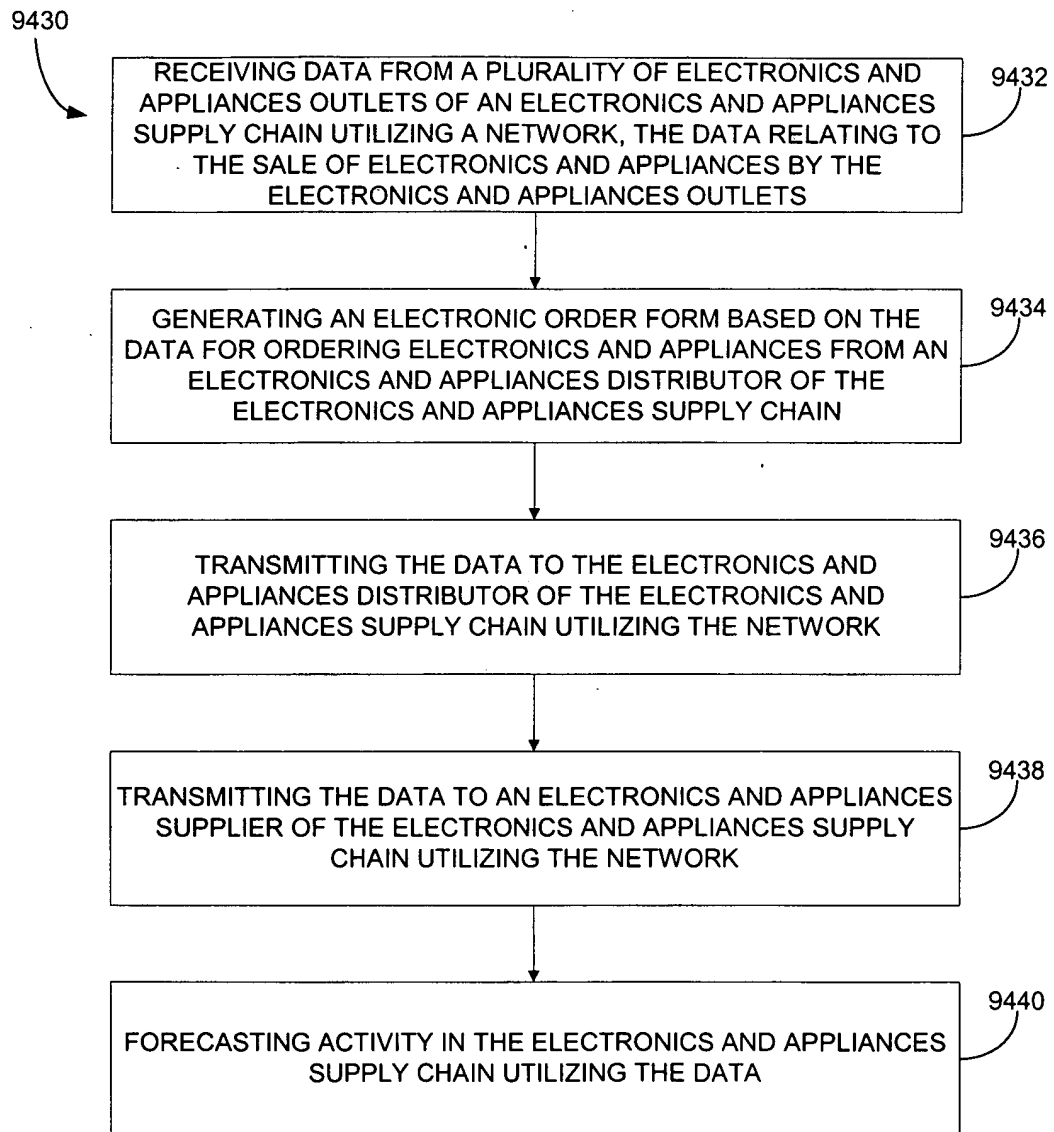 9430
RECEIVING DATA FROM A PLURALITY OF ELECTRONICS AND
APPLIANCES OUTLETS OF AN ELECTRONICS AND APPLIANCES
SUPPLY CHAIN UTILIZING A NETWORK, THE DATA RELATING TO
THE SALE OF ELECTRONICS AND APPLIANCES BY THE
ELECTRONICS AND APPLIANCES OUTLETS
9432
GENERATING AN ELECTRONIC ORDER FORM BASED ON THE
DATA FOR ORDERING ELECTRONICS AND APPLIANCES FROM AN
ELECTRONICS AND APPLIANCES DISTRIBUTOR OF THE
ELECTRONICS AND APPLIANCES SUPPLY CHAIN
9434
TRANSMITTING THE DATA TO THE ELECTRONICS AND
APPLIANCES DISTRIBUTOR OF THE ELECTRONICS AND
APPLIANCES SUPPLY CHAIN UTILIZING THE NETWORK
9436
TRANSMITTING THE DATA TO AN ELECTRONICS AND APPLIANCES
SUPPLIER OF THE ELECTRONICS AND APPLIANCES SUPPLY
CHAIN UTILIZING THE NETWORK
9438
FORECASTING ACTIVITY IN THE ELECTRONICS AND APPLIANCES
SUPPLY CHAIN UTILIZING THE DATA
9440